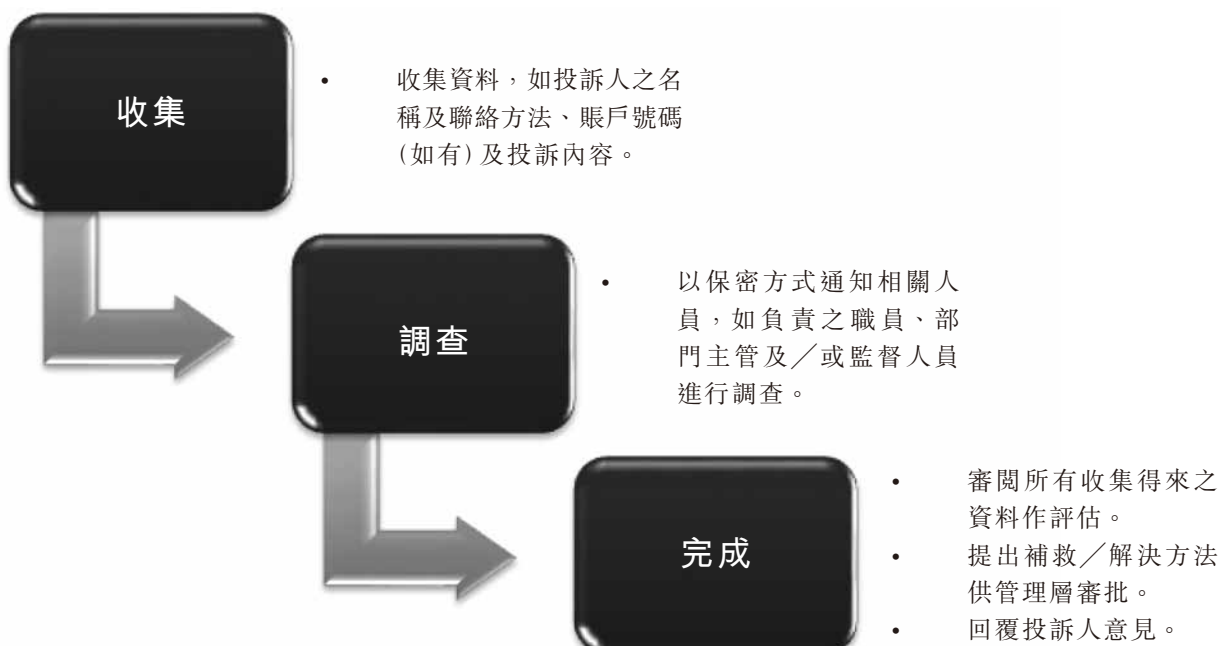 收集
• 收集資料，如投訴人之名
稱及聯絡方法、賬戶號碼
(如有)及投訴內容。
調查
• 以保密方式通知相關人
員，如負責之職員、部
門主管及／或監督人員
進行調查。
完成
• 審閱所有收集得來之
資料作評估。
• 提出補救／解決方法
供管理層審批。
• 回覆投訴人意見。